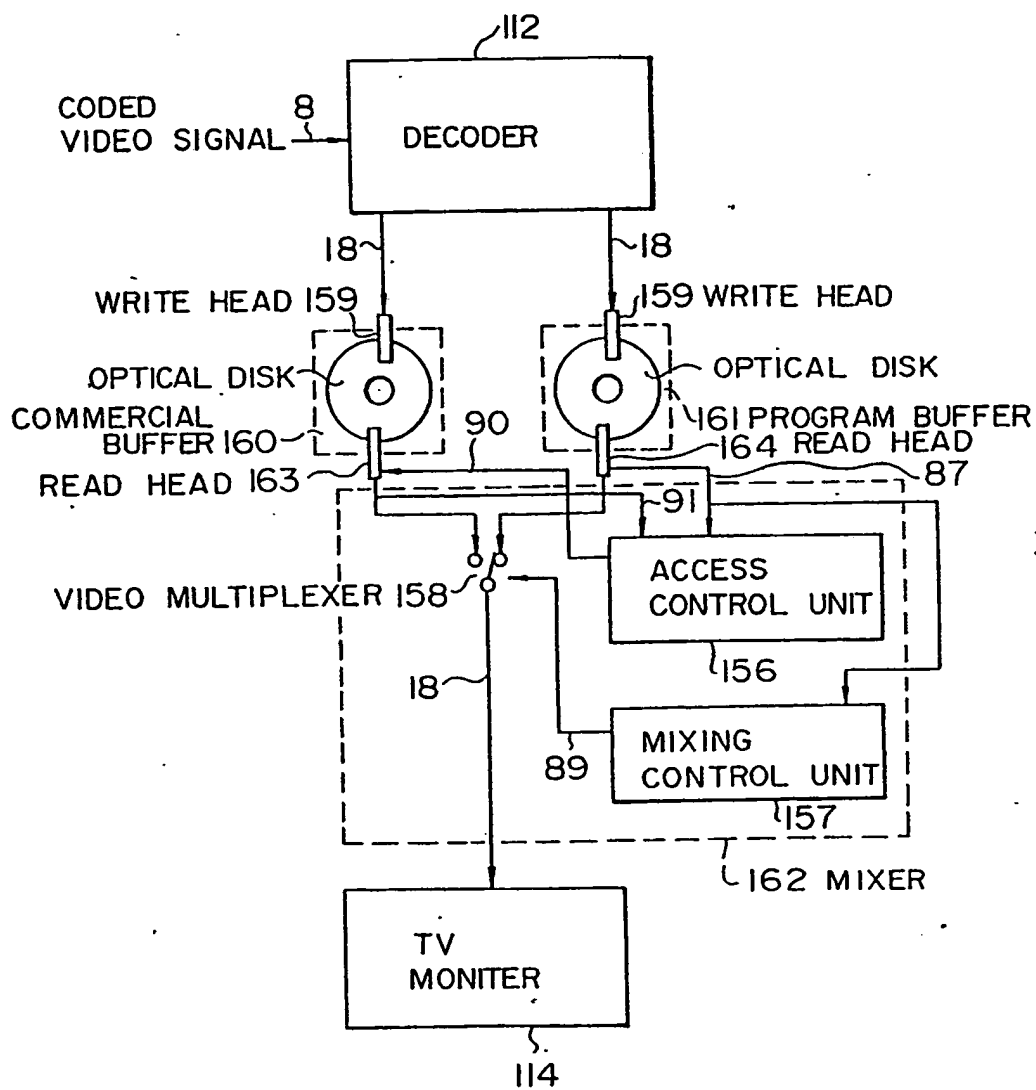 112
CODED
VIDEO SIGNAL
8
DECODER
18
18
WRITE HEAD 159
159 WRITE HEAD
OPTICAL DISK
OPTICAL DISK
COMMERCIAL
BUFFER 160
161 PROGRAM BUFFER
90
164 READ HEAD
READ HEAD 163
87
91
VIDEO MULTIPLEXER 158
ACCESS
CONTROL UNIT
156
18
MIXING
CONTROL UNIT
89
157
162 MIXER
TV
MONITER
114